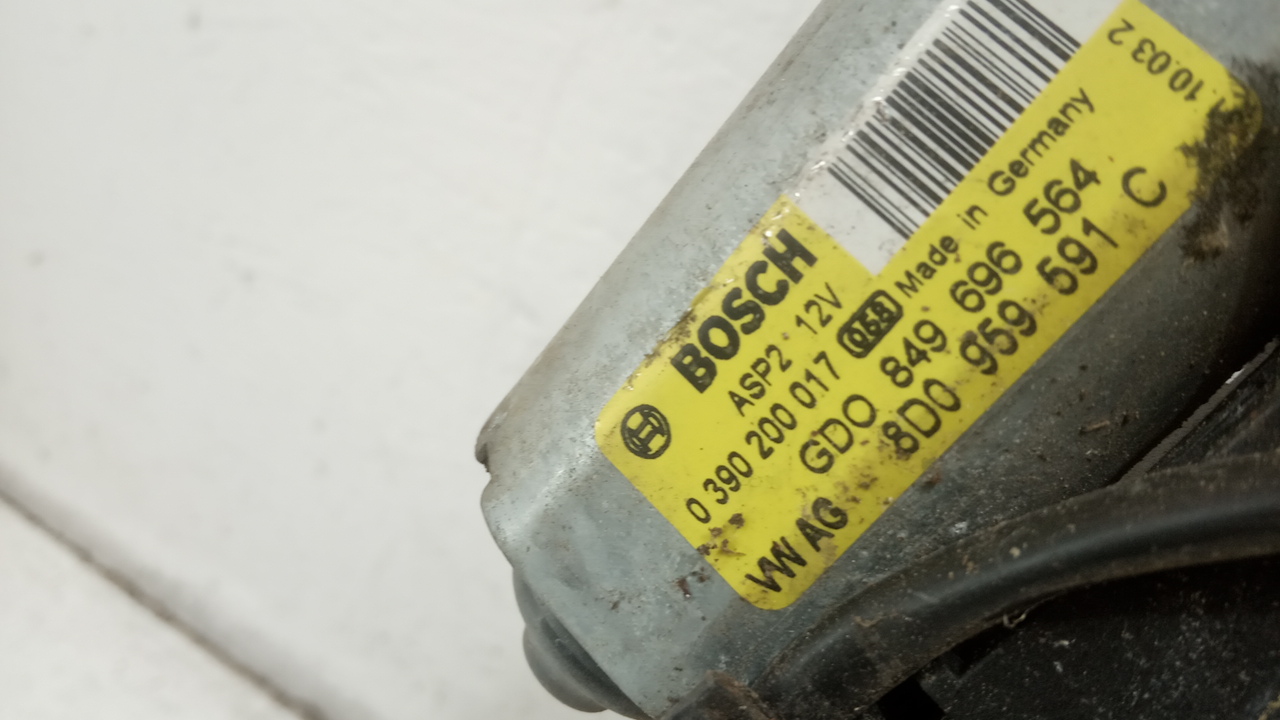 BOSCH
ASP2 12V
0 390 200 017 068 Made in Germany
GDO 849 696 564
VW AG 8D0 959 591 C
10.03 2